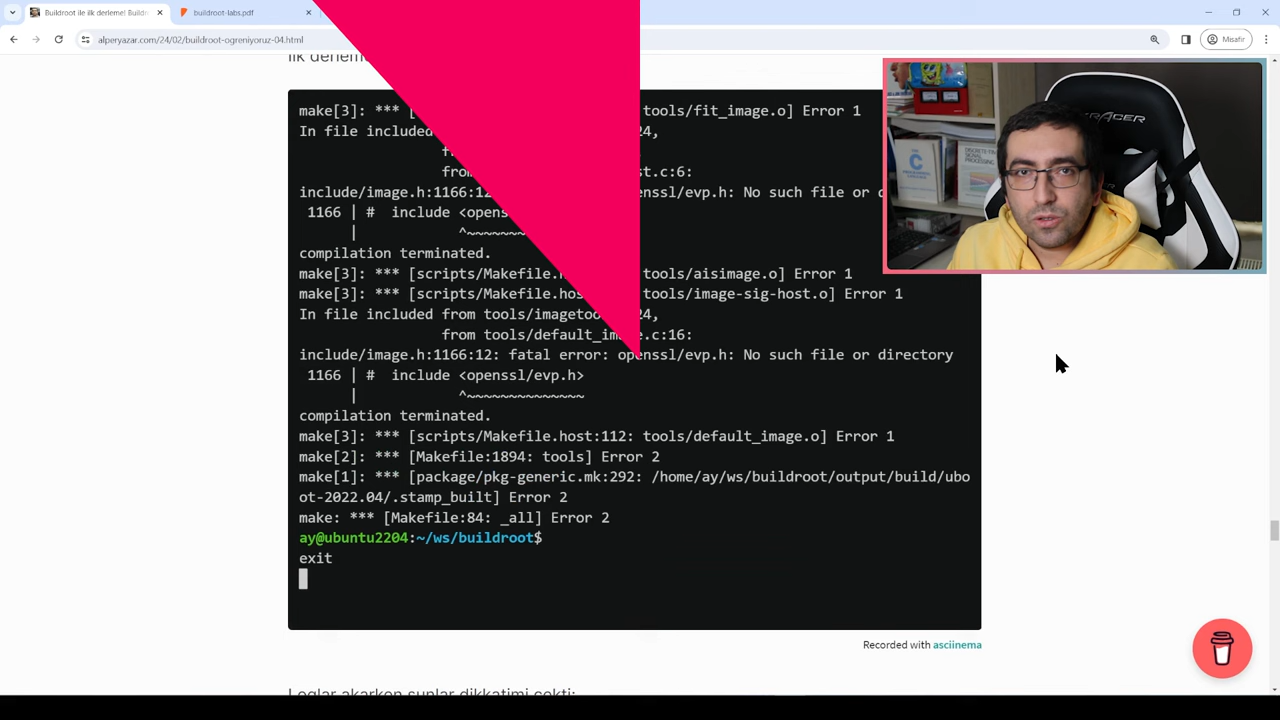 Buildroot ile ilk derleme! Buildr
buildroot-labs.pdf
alperyazar.com/24/02/buildroot-ogreniyoruz-04.html
Misafir
ilk denem
make[3]: *** [ tools/fit_image.o] Error 1
In file included 24,
from st.c:6:
include/image.h:1166:12 openssl/evp.h: No such file or d
1166 | # include <opens
| ^~~~~~~
compilation terminated.
make[3]: *** [scripts/Makefile.h tools/aisimage.o] Error 1
make[3]: *** [scripts/Makefile.hos tools/image-sig-host.o] Error 1
In file included from tools/imagetoo 24,
from tools/default_image.c:16:
include/image.h:1166:12: fatal error: openssl/evp.h: No such file or directory
1166 | # include <openssl/evp.h>
| ^~~~~~~~~~~~~~~
compilation terminated.
make[3]: *** [scripts/Makefile.host:112: tools/default_image.o] Error 1
make[2]: *** [Makefile:1894: tools] Error 2
make[1]: *** [package/pkg-generic.mk:292: /home/ay/ws/buildroot/output/build/ubo
ot-2022.04/.stamp_built] Error 2
make: *** [Makefile:84: _all] Error 2
ay@ubuntu2204:~/ws/buildroot$
exit
Recorded with asciinema
Loglar akarken şunlar dikkatimi çekti: